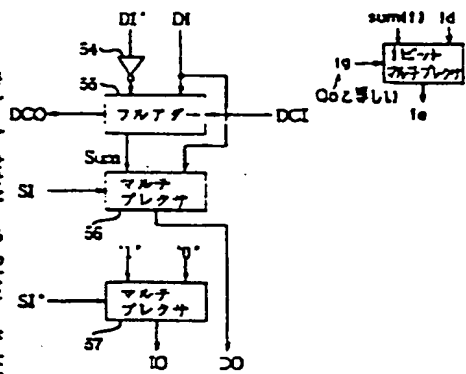 DI* DI
54
55
DCO フルアダー DCI
Sum
SI マルチ
プレクサ
56
"1" "0"
SI* マルチ
プレクサ
57
IO DO
sum(i) id
1ビット
マルチプレクサ
iq
Qoと等しい
ie